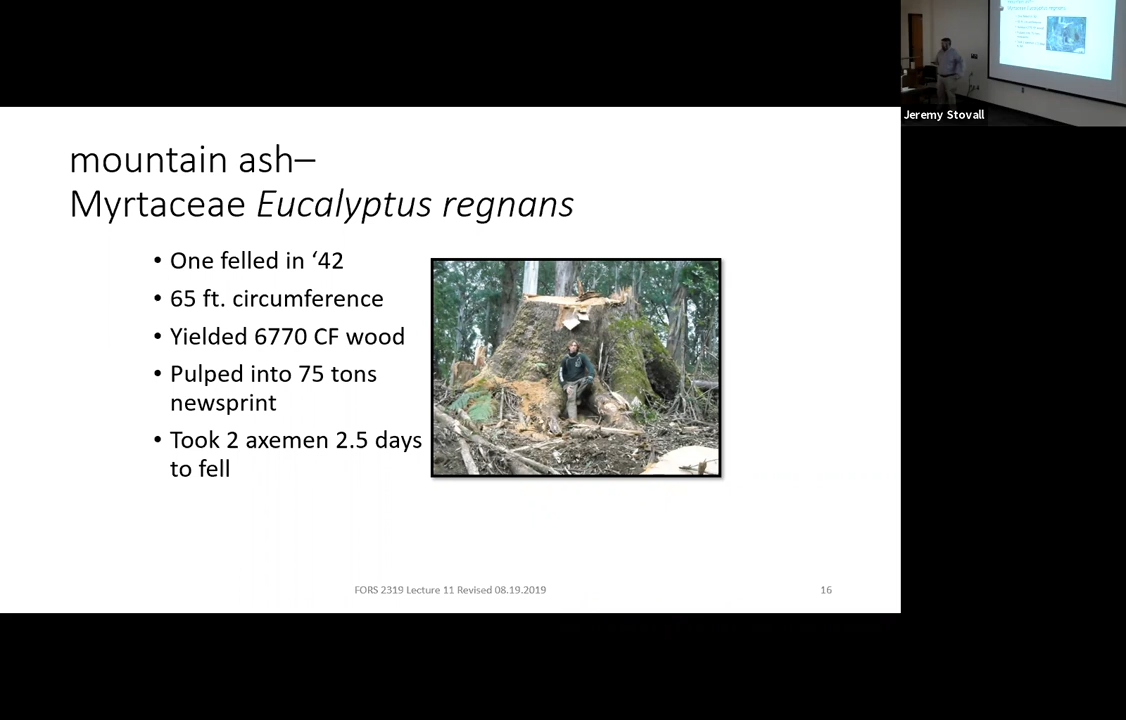 Jeremy Stovall
mountain ash–
Myrtaceae Eucalyptus regnans
• One felled in ‘42
• 65 ft. circumference
• Yielded 6770 CF wood
• Pulped into 75 tons
newsprint
• Took 2 axemen 2.5 days
to fell
FORS 2319 Lecture 11 Revised 08.19.2019
16